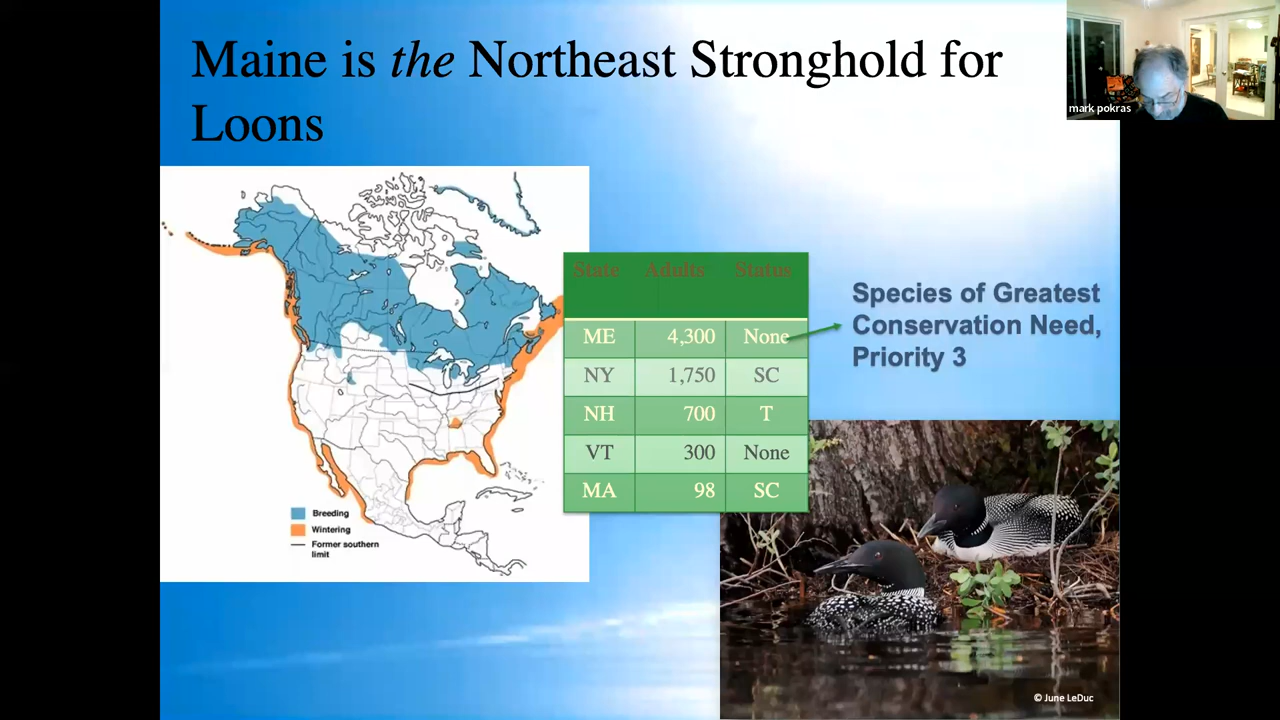 Maine is the Northeast Stronghold for
Loons
mark pokras
State Adults Status
ME 4,300 None
NY 1,750 SC
NH 700 T
VT 300 None
MA 98 SC
Species of Greatest
Conservation Need,
Priority 3
Breeding
Wintering
Former southern
limit
© June LeDuc